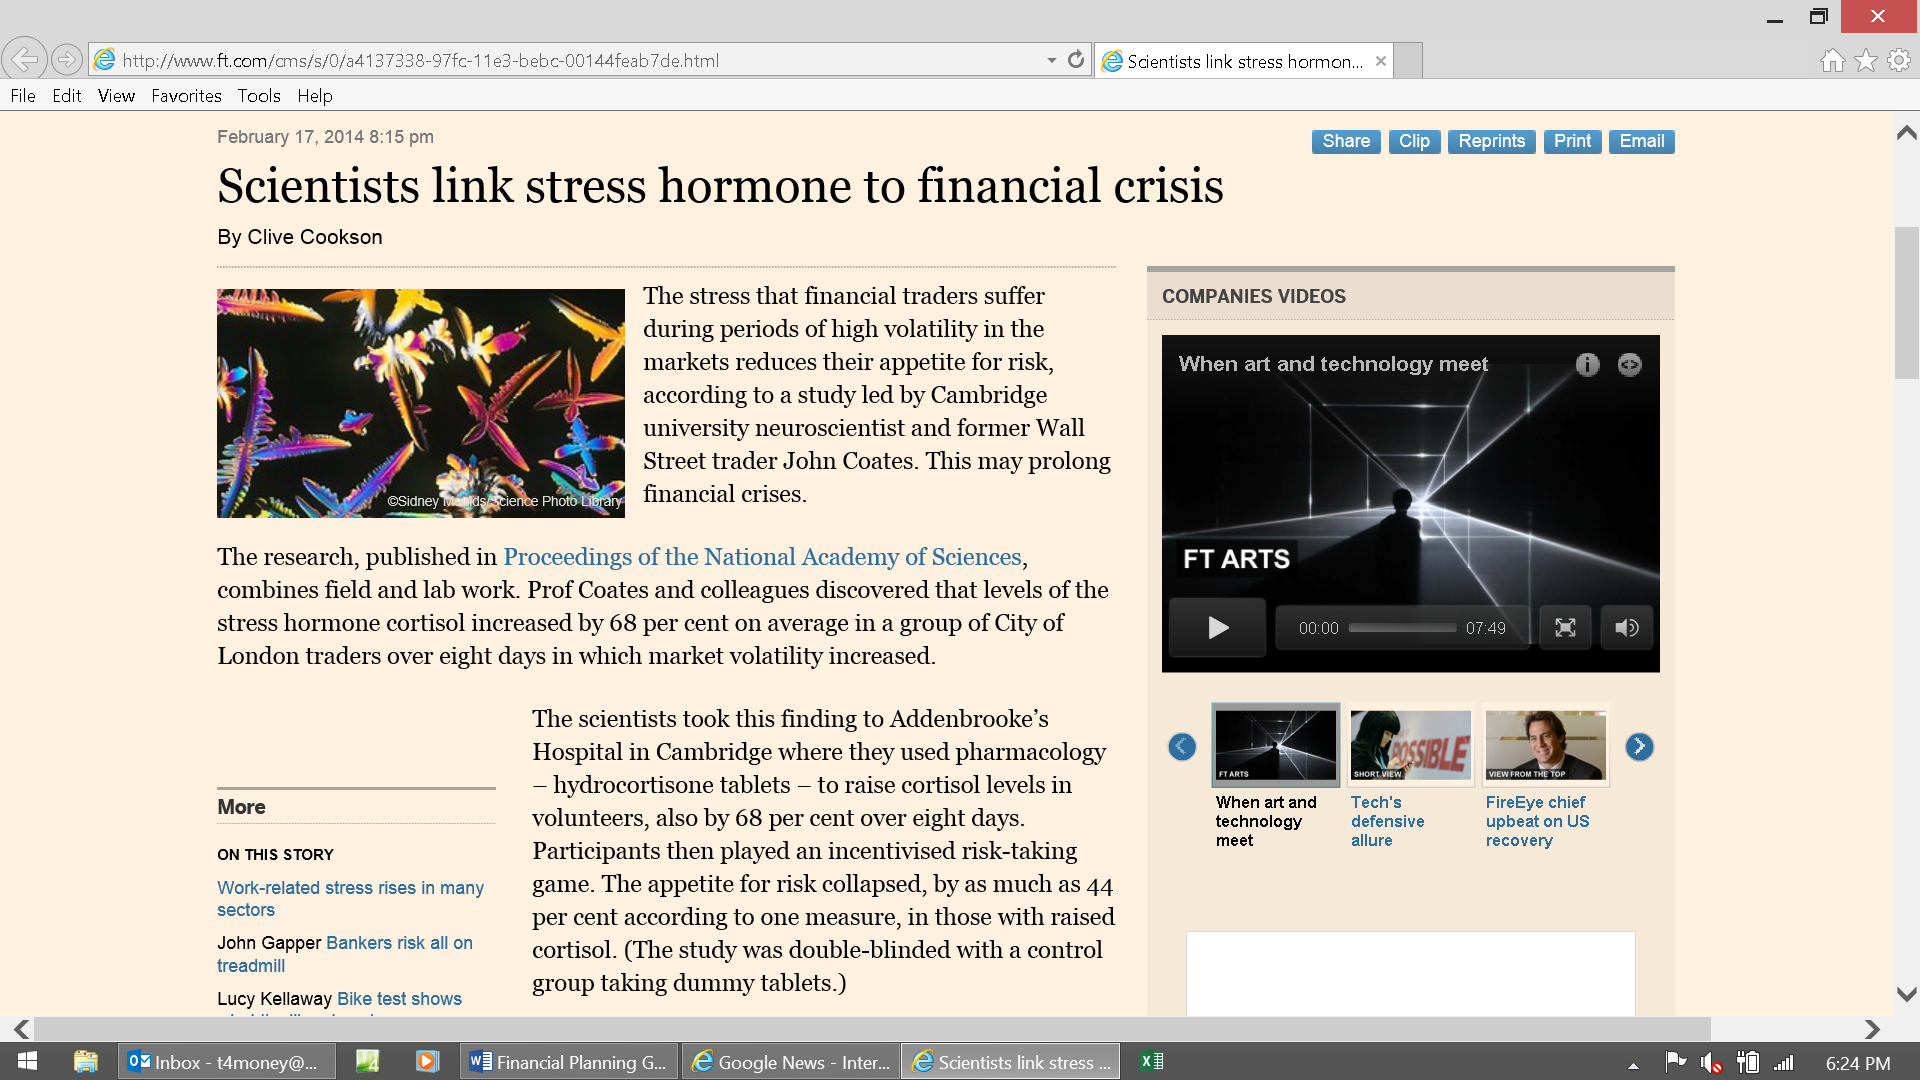 http://www.ft.com/cms/s/0/a4137338-97fc-11e3-bebc-00144feab7de.html
Scientists link stress hormon...
File Edit View Favorites Tools Help
February 17, 2014 8:15 pm
Share Clip Reprints Print Email
Scientists link stress hormone to financial crisis
By Clive Cookson
©Sidney Moulds/Science Photo Library
The stress that financial traders suffer
during periods of high volatility in the
markets reduces their appetite for risk,
according to a study led by Cambridge
university neuroscientist and former Wall
Street trader John Coates. This may prolong
financial crises.
The research, published in Proceedings of the National Academy of Sciences,
combines field and lab work. Prof Coates and colleagues discovered that levels of the
stress hormone cortisol increased by 68 per cent on average in a group of City of
London traders over eight days in which market volatility increased.
The scientists took this finding to Addenbrooke’s
Hospital in Cambridge where they used pharmacology
– hydrocortisone tablets – to raise cortisol levels in
volunteers, also by 68 per cent over eight days.
Participants then played an incentivised risk-taking
game. The appetite for risk collapsed, by as much as 44
per cent according to one measure, in those with raised
cortisol. (The study was double-blinded with a control
group taking dummy tablets.)
More
ON THIS STORY
Work-related stress rises in many
sectors
John Gapper Bankers risk all on
treadmill
Lucy Kellaway Bike test shows
COMPANIES VIDEOS
When art and technology meet
FT ARTS
00:00 07:49
FT ARTS
POSSIBLE
SHORT VIEW
VIEW FROM THE TOP
When art and
technology
meet
Tech's
defensive
allure
FireEye chief
upbeat on US
recovery
Inbox - t4money@...
Financial Planning G...
Google News - Inter...
Scientists link stress ...
6:24 PM